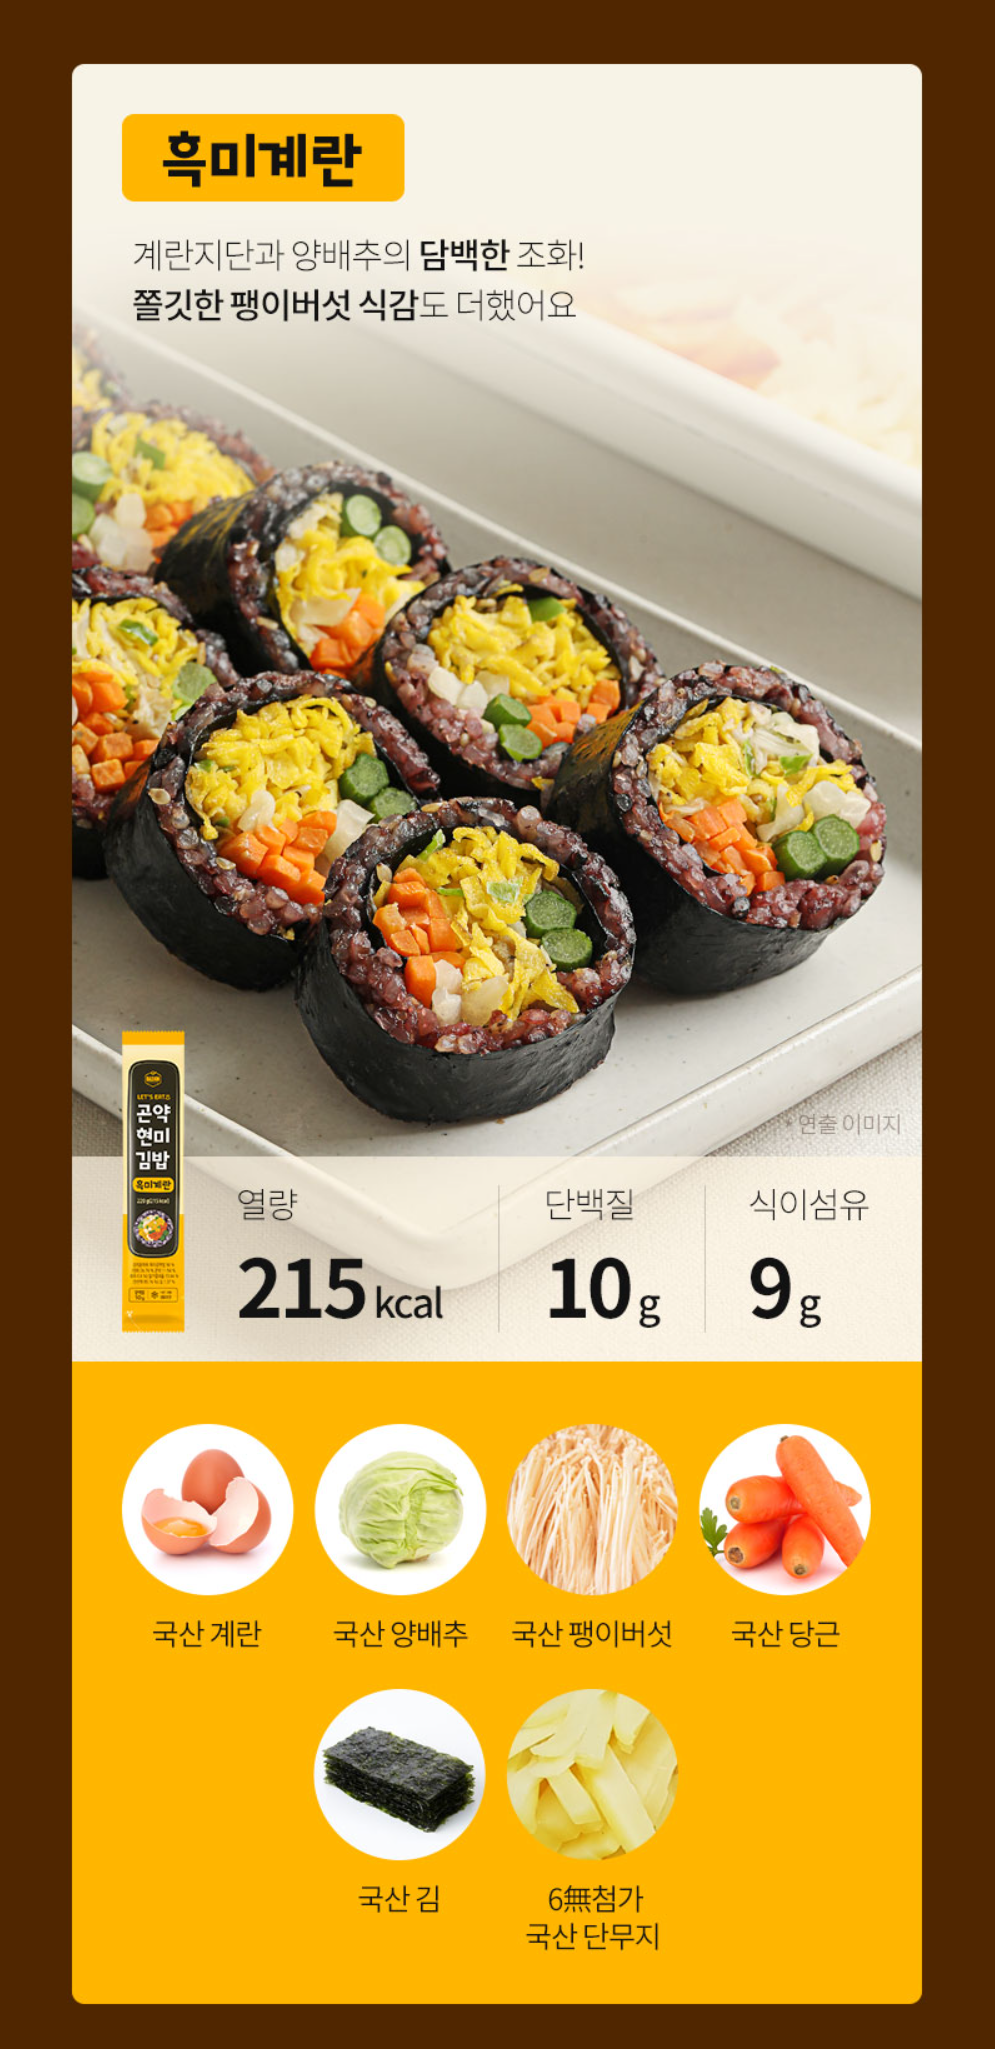 흑미계란
계란지단과 양배추의 담백한 조화!
쫄깃한 팽이버섯 식감도 더했어요
LET'S EAT
곤약
현미
김밥
흑미계란
* 연출 이미지
열량
단백질
식이섬유
215 kcal
10 g
9 g
국산 계란
국산 양배추
국산 팽이버섯
국산 당근
국산 김
6無첨가
국산 단무지